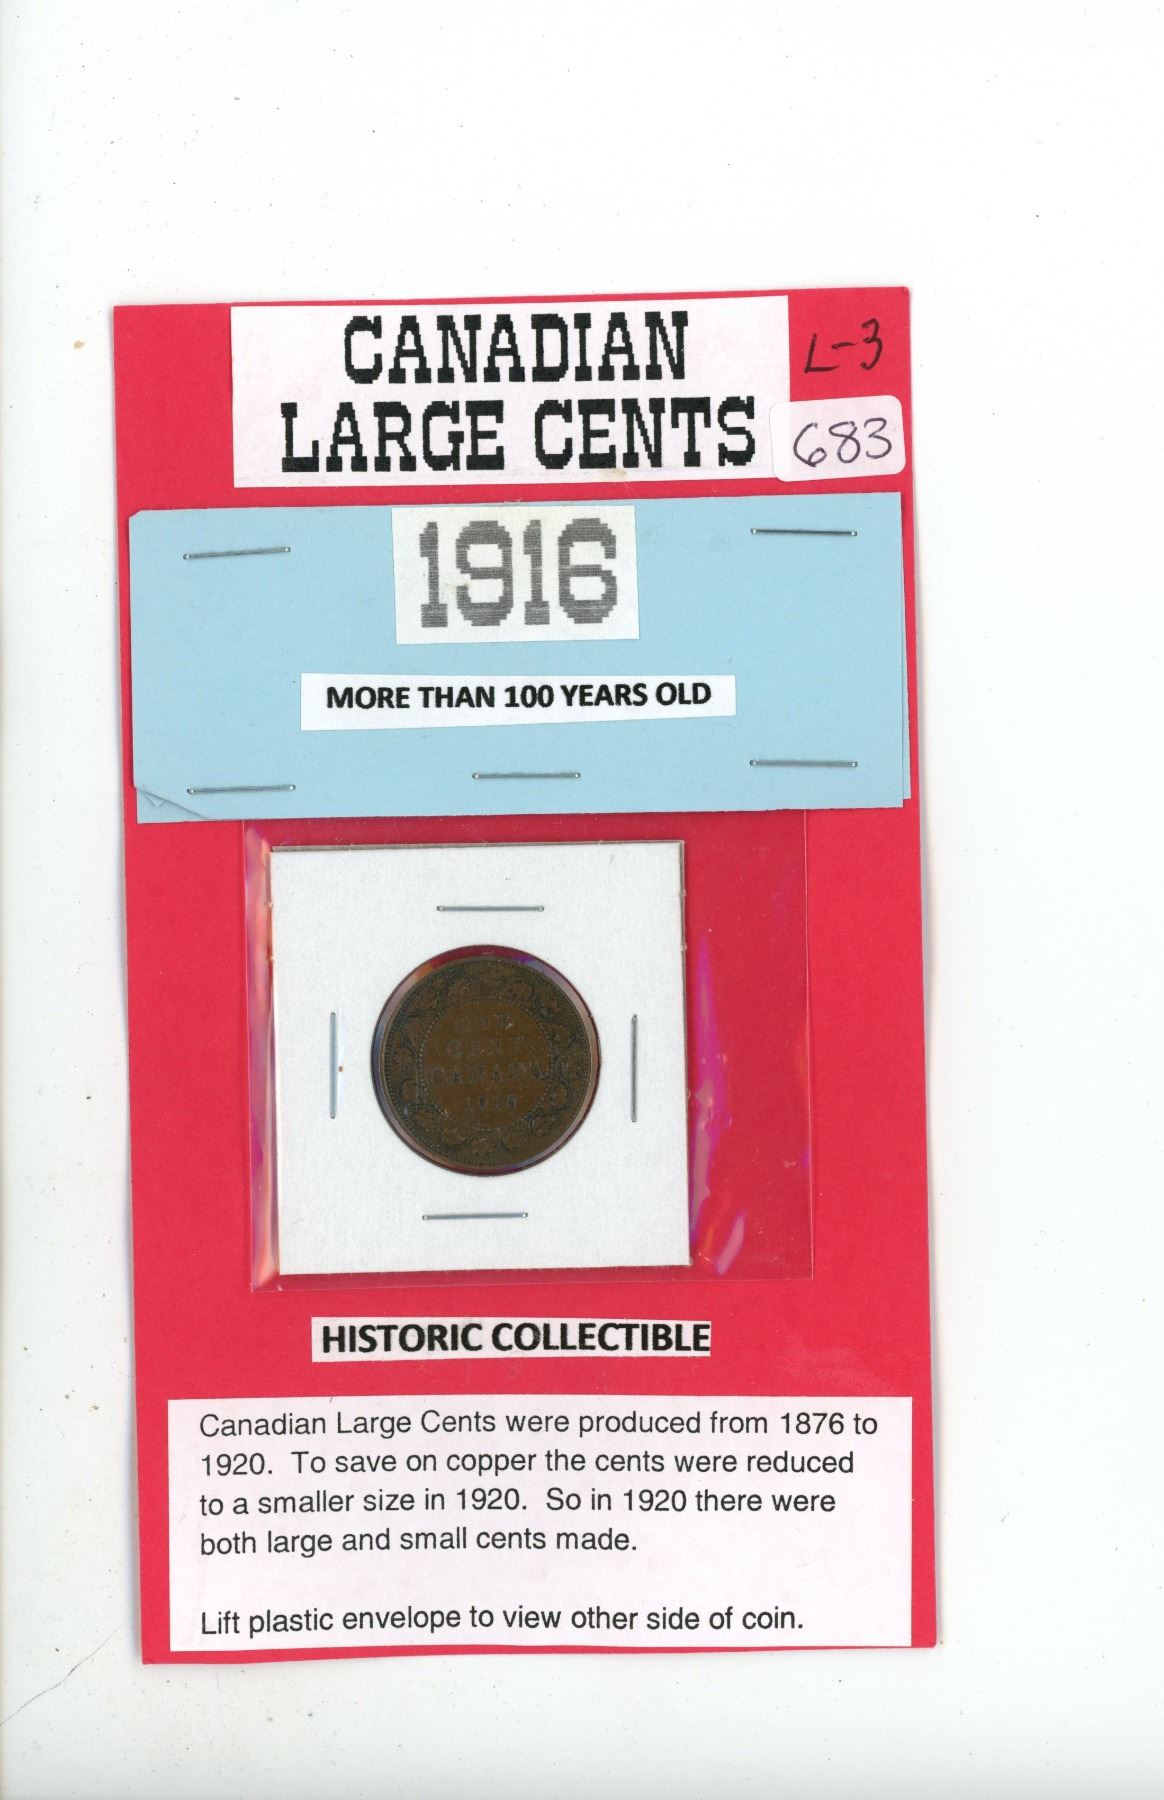 CANADIAN
LARGE CENTS
L-3
683
1916
MORE THAN 100 YEARS OLD
ONE
CENT
CANADA
1916
HISTORIC COLLECTIBLE
Canadian Large Cents were produced from 1876 to
1920.  To save on copper the cents were reduced
to a smaller size in 1920.  So in 1920 there were
both large and small cents made.
Lift plastic envelope to view other side of coin.